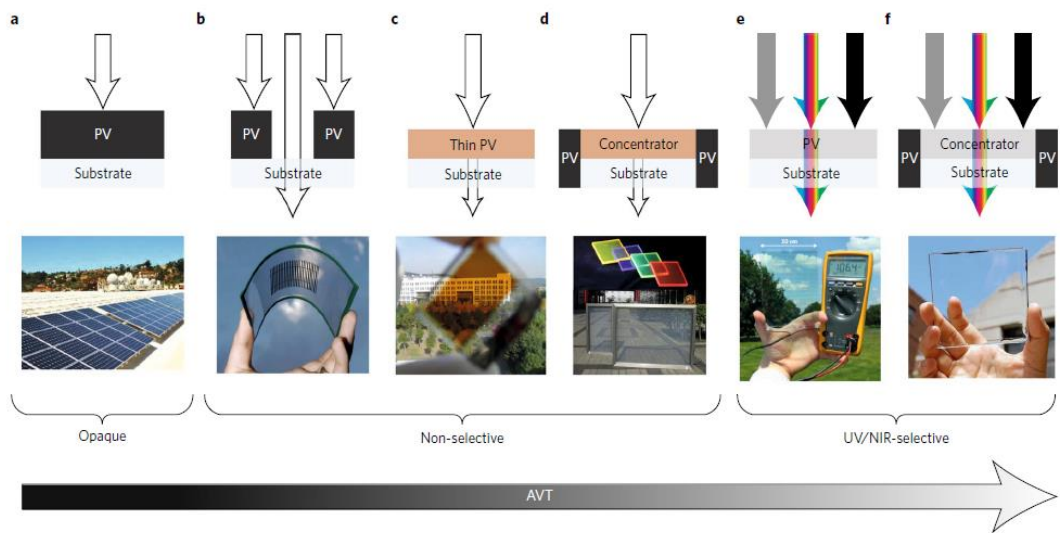 a b c d e f
PV
Substrate
PV PV
Substrate
Thin PV
Substrate
PV Concentrator PV
Substrate
PV
Substrate
PV Concentrator PV
Substrate
Opaque
Non-selective
UV/NIR-selective
AVT